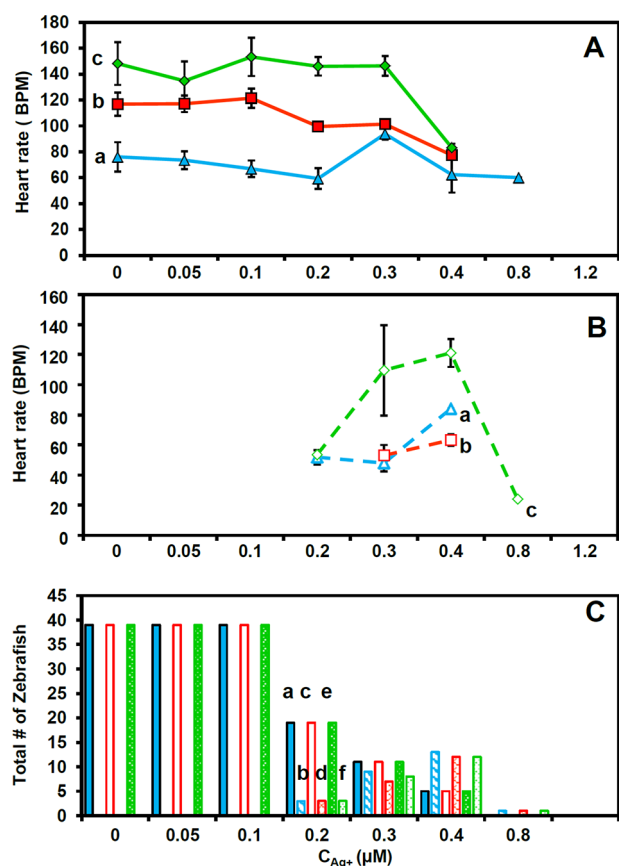 180
A
160
c
140
120
b
100
a
80
60
40
20
0
Heart rate ( BPM)
0 0.05 0.1 0.2 0.3 0.4 0.8 1.2
160
B
140
120
100
a
80
b
60
40
c
20
0
Heart rate (BPM)
0 0.05 0.1 0.2 0.3 0.4 0.8 1.2
45
C
40
35
30
25
a c e
20
15
b d f
10
5
0
Total # of Zebrafish
0 0.05 0.1 0.2 0.3 0.4 0.8
CAg+ (µM)